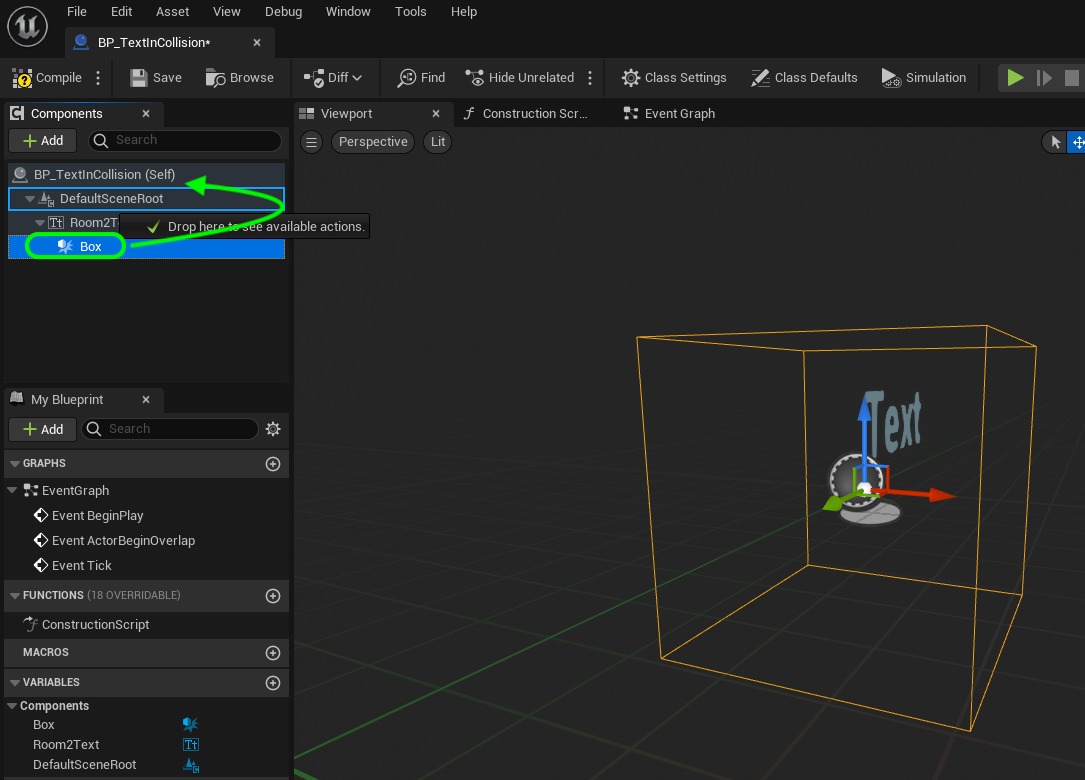 File Edit Asset View Debug Window Tools Help
BP_TextInCollision*
Compile Save Browse Diff Find Hide Unrelated Class Settings Class Defaults Simulation
Components
Viewport Construction Scr... Event Graph
Add Search
Perspective Lit
BP_TextInCollision (Self)
DefaultSceneRoot
Tt Room2T
Drop here to see available actions.
Box
Text
My Blueprint
Add Search
GRAPHS
EventGraph
Event BeginPlay
Event ActorBeginOverlap
Event Tick
FUNCTIONS (18 OVERRIDABLE)
ConstructionScript
MACROS
VARIABLES
Components
Box
Room2Text Tt
DefaultSceneRoot